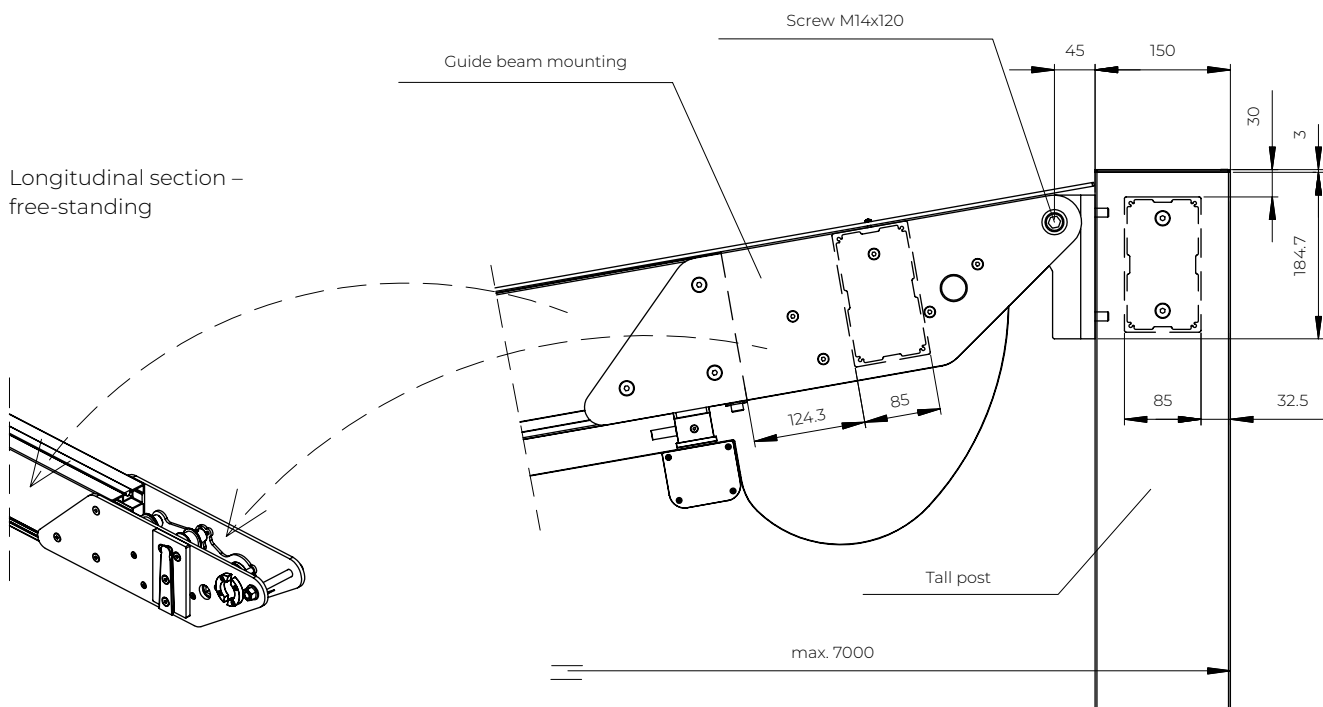 Screw M14x120
45
150
Guide beam mounting
30
3
Longitudinal section –
free-standing
184.7
124.3
85
85
32.5
Tall post
max. 7000